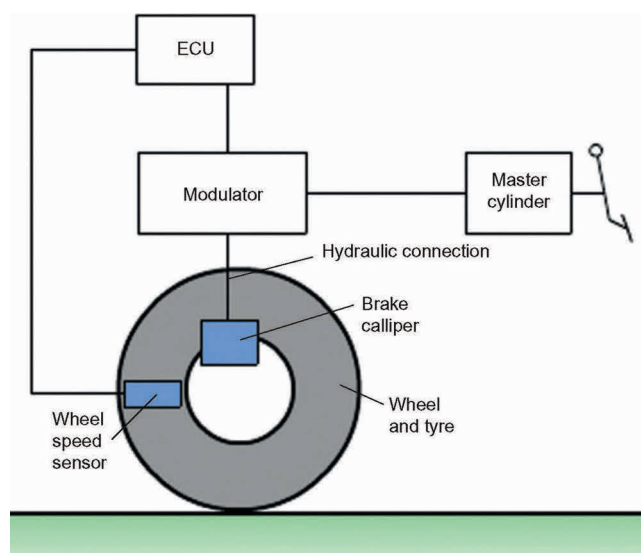 ECU
Modulator
Master
cylinder
Hydraulic connection
Brake
calliper
Wheel
and tyre
Wheel
speed
sensor